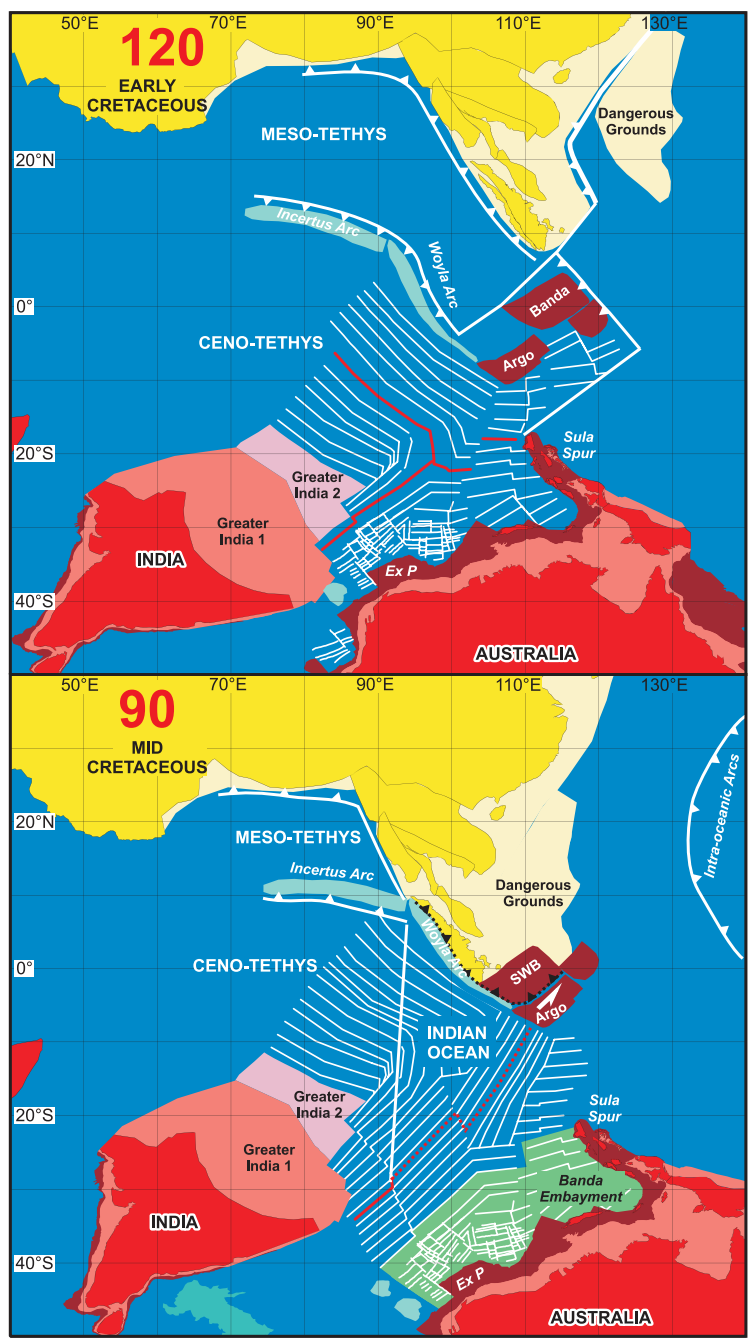 50°E 70°E 90°E 110°E 130°E
120
EARLY
CRETACEOUS
Dangerous
Grounds
MESO-TETHYS
20°N
Incertus Arc
Woyla Arc
Banda
0°
CENO-TETHYS
Argo
Sula
Spur
20°S
Greater
India 2
Greater
India 1
INDIA
Ex P
40°S
AUSTRALIA
50°E 70°E 90°E 110°E 130°E
90
MID
CRETACEOUS
Intra-oceanic Arcs
20°N
MESO-TETHYS
Incertus Arc
Dangerous
Grounds
Woyla Arc
CENO-TETHYS
0°
SWB
Argo
INDIAN
OCEAN
Greater
India 2
Sula
Spur
20°S
Greater
India 1
Banda
Embayment
INDIA
Ex P
40°S
AUSTRALIA